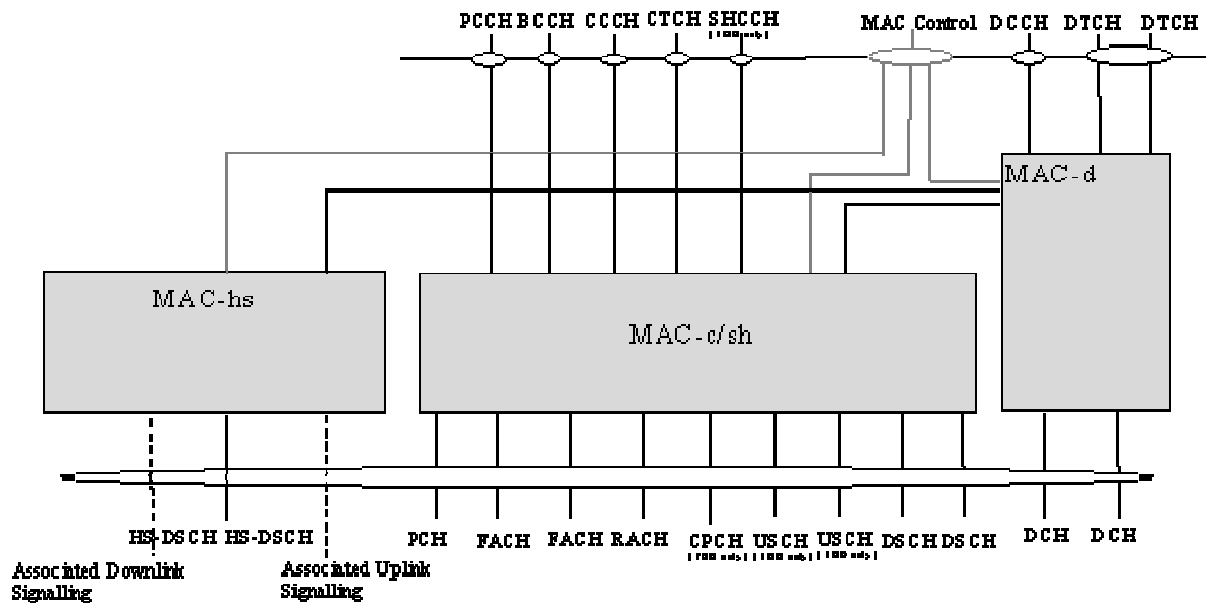 PCCH BCCH CCCH CTCH SHCCH MAC Control DCCH DTCH DTCH
MAC-d
MAC-hs
MAC-c/sh
HS-DSCH HS-DSCH PCH FACH FACH RACH CPCH USCH USCH DSCH DSCH DCH DCH
Associated Downlink
Signalling
Associated Uplink
Signalling